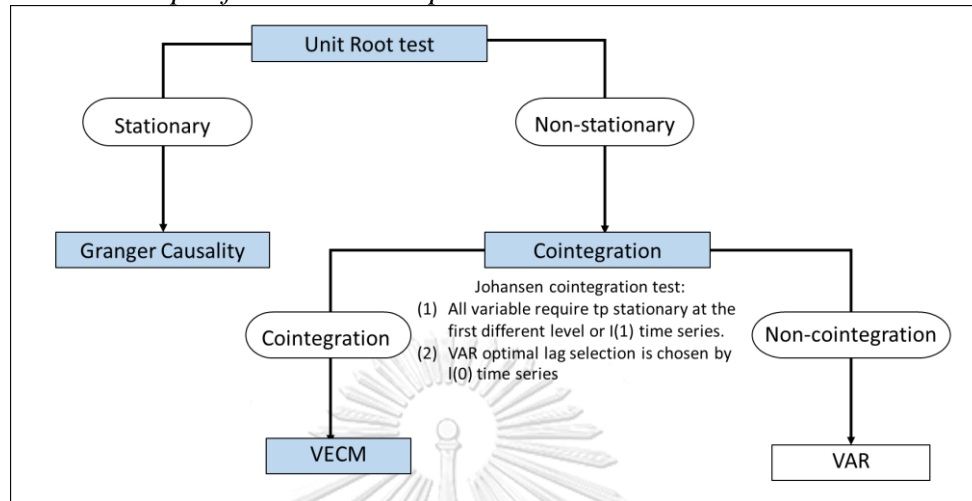 Unit Root test
Stationary
Non-stationary
Granger Causality
Cointegration
Johansen cointegration test:
(1) All variable require tp stationary at the
first different level or I(1) time series.
(2) VAR optimal lag selection is chosen by
I(0) time series
Cointegration
Non-cointegration
VECM
VAR